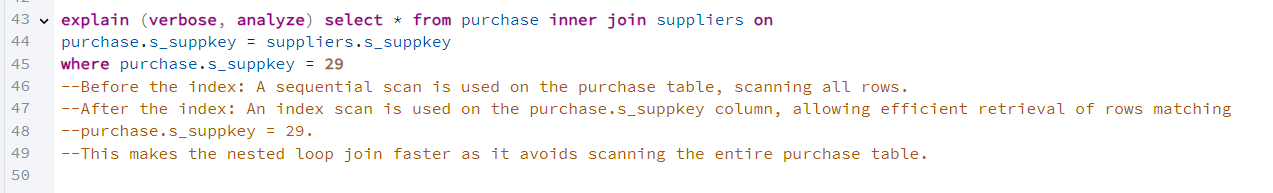 43 explain (verbose, analyze) select * from purchase inner join suppliers on
44 purchase.s_suppkey = suppliers.s_suppkey
45 where purchase.s_suppkey = 29
46 --Before the index: A sequential scan is used on the purchase table, scanning all rows.
47 --After the index: An index scan is used on the purchase.s_suppkey column, allowing efficient retrieval of rows matching
48 --purchase.s_suppkey = 29.
49 --This makes the nested loop join faster as it avoids scanning the entire purchase table.
50